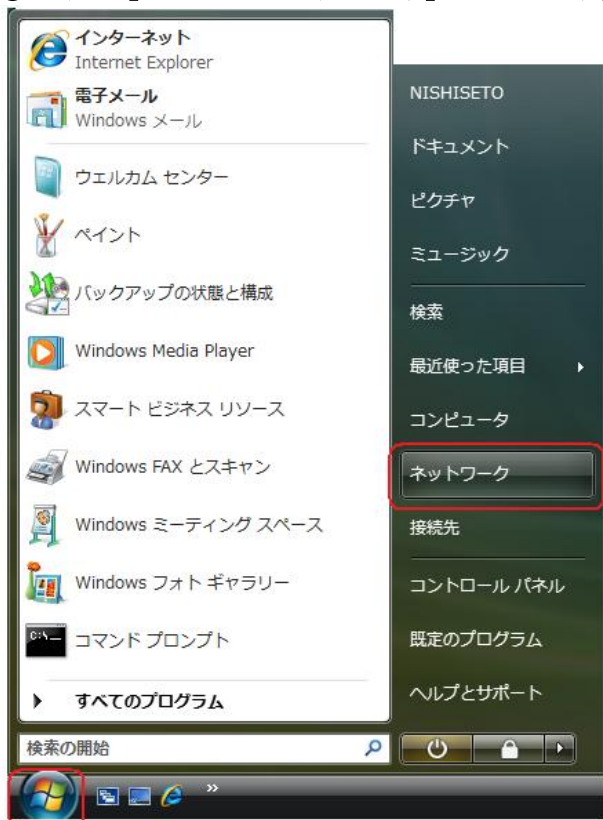 インターネット
Internet Explorer
電子メール
Windows メール
ウェルカム センター
ペイント
バックアップの状態と構成
Windows Media Player
スマート ビジネス リソース
Windows FAX とスキャン
Windows ミーティング スペース
Windows フォト ギャラリー
C:\
コマンド プロンプト
すべてのプログラム
検索の開始
NISHISETO
ドキュメント
ピクチャ
ミュージック
検索
最近使った項目
コンピュータ
ネットワーク
接続先
コントロール パネル
既定のプログラム
ヘルプとサポート
»